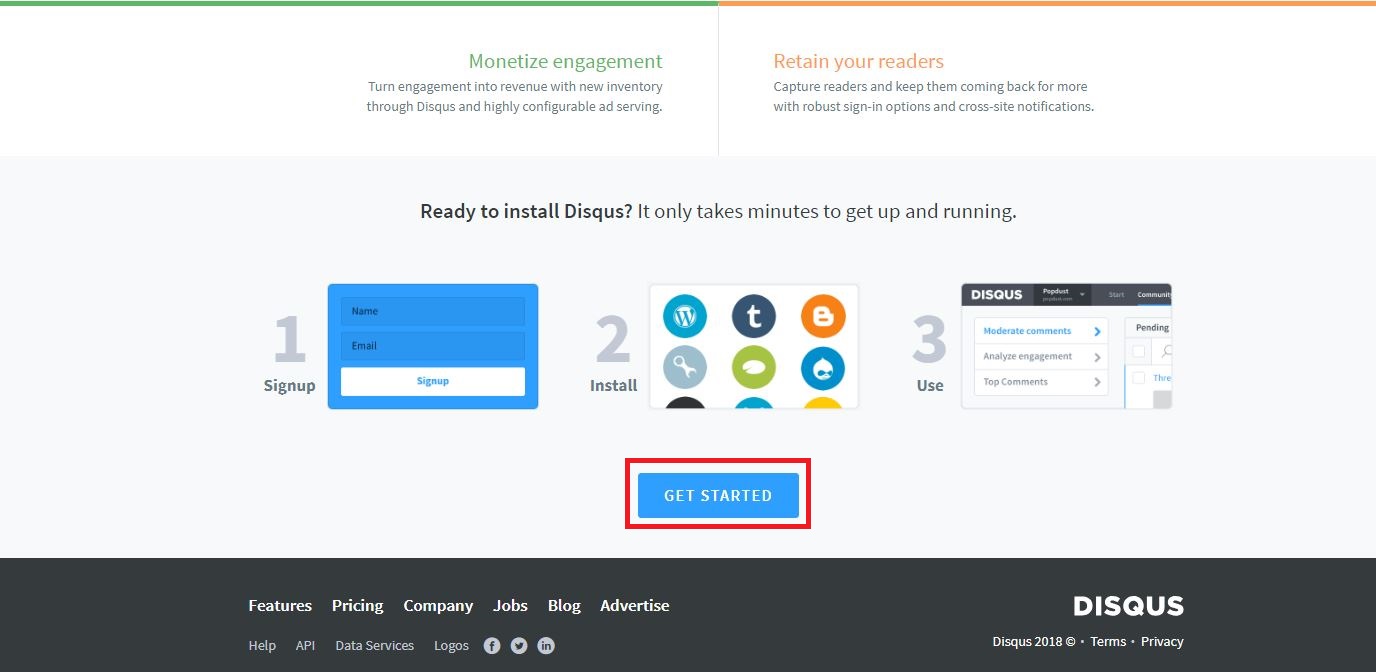 Monetize engagement
Turn engagement into revenue with new inventory
through Disqus and highly configurable ad serving.
Retain your readers
Capture readers and keep them coming back for more
with robust sign-in options and cross-site notifications.
Ready to install Disqus? It only takes minutes to get up and running.
1
Signup
Name
Email
Signup
2
Install
3
Use
DISQUS
Popdust
popdust.com
Start
Community
Moderate comments
Analyze engagement
Top Comments
Pending
Thre
GET STARTED
Features Pricing Company Jobs Blog Advertise
Help API Data Services Logos
DISQUS
Disqus 2018 © • Terms • Privacy